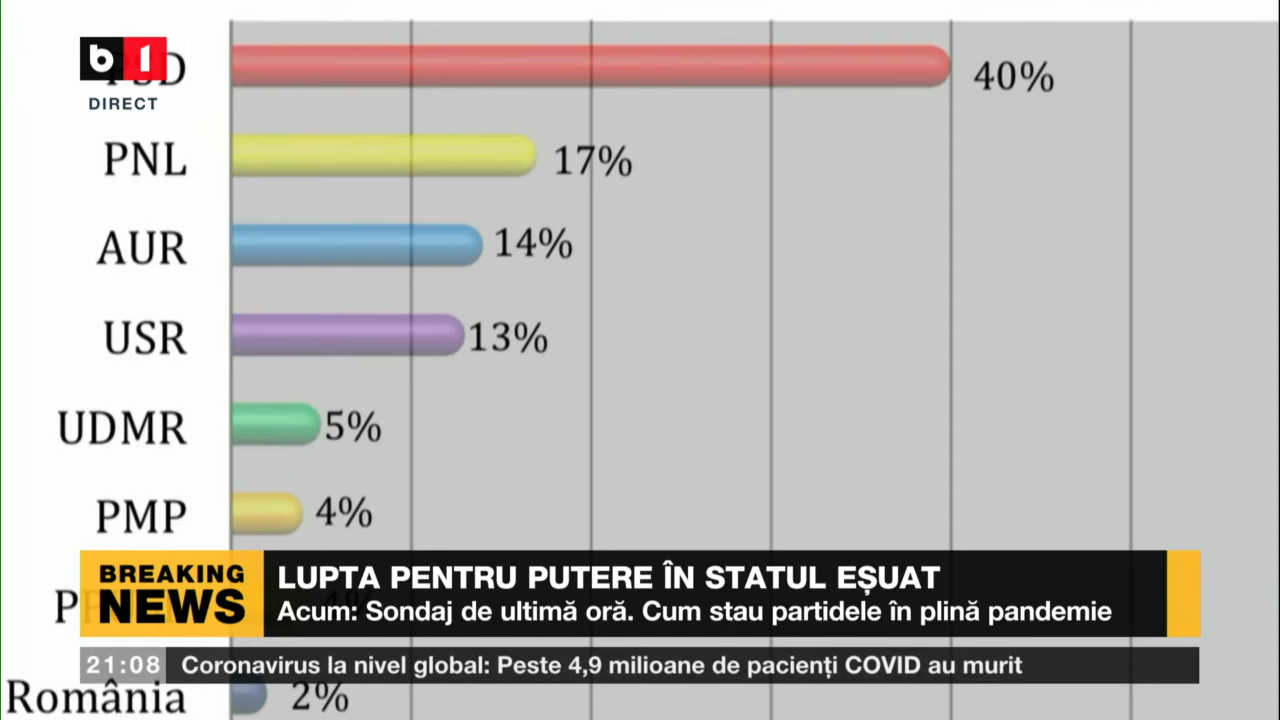 b1
PSD 40%
DIRECT
PNL 17%
AUR 14%
USR 13%
UDMR 5%
PMP 4%
BREAKING NEWS
LUPTA PENTRU PUTERE ÎN STATUL EȘUAT
Acum: Sondaj de ultimă oră. Cum stau partidele în plină pandemie
21:08 Coronavirus la nivel global: Peste 4,9 milioane de pacienți COVID au murit
România 2%